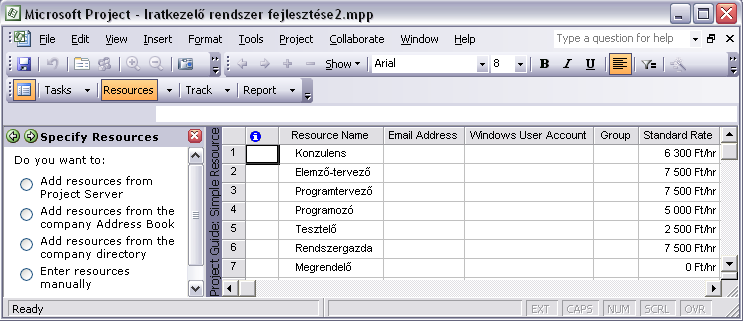 Microsoft Project - Iratkezelő rendszer fejlesztése2.mpp
File Edit View Insert Format Tools Project Collaborate Window Help Type a question for help
Show Arial 8 B I U
Tasks Resources Track Report
Specify Resources
Do you want to:
Add resources from Project Server
Add resources from the company Address Book
Add resources from the company directory
Enter resources manually
Project Guide: Simple Resource
Resource Name Email Address Windows User Account Group Standard Rate
1 Konzulens 6 300 Ft/hr
2 Elemző-tervező 7 500 Ft/hr
3 Programtervező 7 500 Ft/hr
4 Programozó 5 000 Ft/hr
5 Tesztelő 2 500 Ft/hr
6 Rendszergazda 7 500 Ft/hr
7 Megrendelő 0 Ft/hr
Ready EXT CAPS NUM SCRL OVR